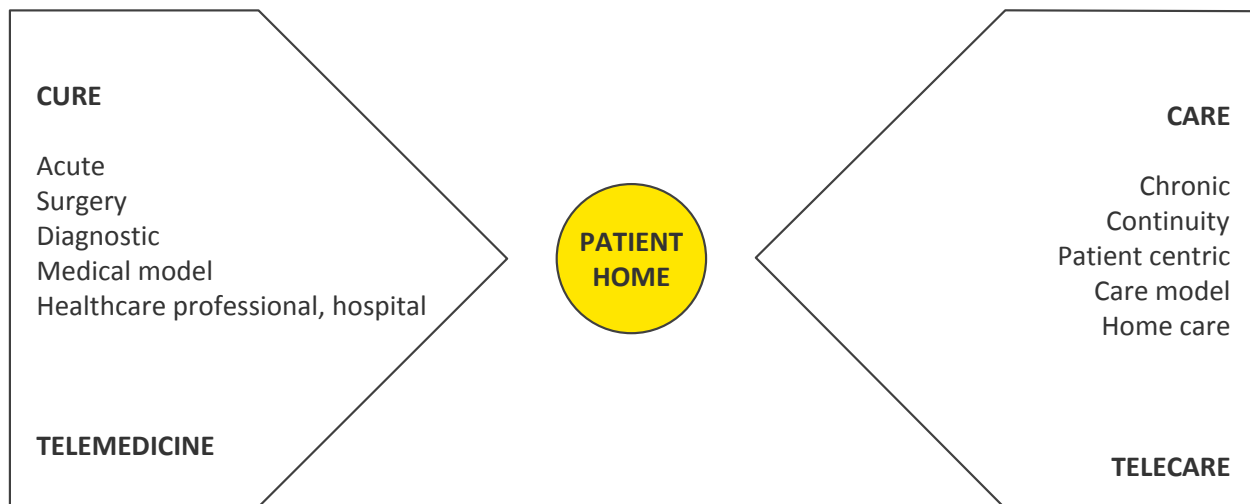 CURE
Acute
Surgery
Diagnostic
Medical model
Healthcare professional, hospital
TELEMEDICINE
PATIENT
HOME
CARE
Chronic
Continuity
Patient centric
Care model
Home care
TELECARE